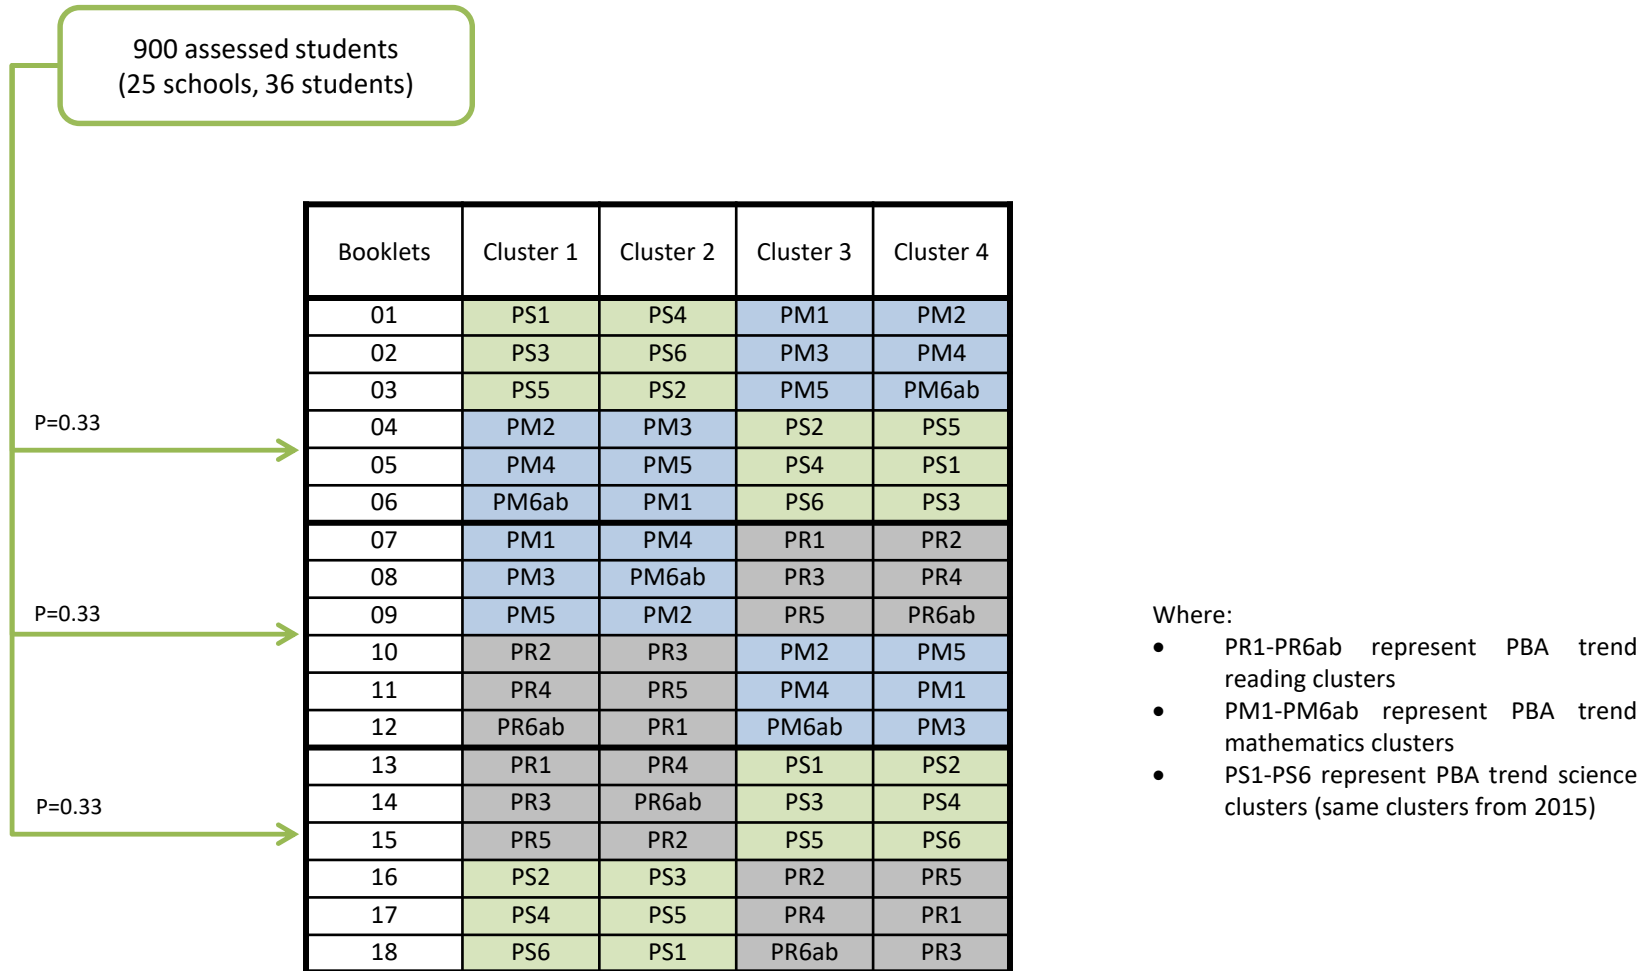 900 assessed students
(25 schools, 36 students)
Booklets Cluster 1 Cluster 2 Cluster 3 Cluster 4
01 PS1 PS4 PM1 PM2
02 PS3 PS6 PM3 PM4
03 PS5 PS2 PM5 PM6ab
P=0.33
04 PM2 PM3 PS2 PS5
05 PM4 PM5 PS4 PS1
06 PM6ab PM1 PS6 PS3
07 PM1 PM4 PR1 PR2
08 PM3 PM6ab PR3 PR4
P=0.33
09 PM5 PM2 PR5 PR6ab
10 PR2 PR3 PM2 PM5
11 PR4 PR5 PM4 PM1
12 PR6ab PR1 PM6ab PM3
13 PR1 PR4 PS1 PS2
P=0.33
14 PR3 PR6ab PS3 PS4
15 PR5 PR2 PS5 PS6
16 PS2 PS3 PR2 PR5
17 PS4 PS5 PR4 PR1
18 PS6 PS1 PR6ab PR3
Where:
• PR1-PR6ab represent PBA trend
reading clusters
• PM1-PM6ab represent PBA trend
mathematics clusters
• PS1-PS6 represent PBA trend science
clusters (same clusters from 2015)